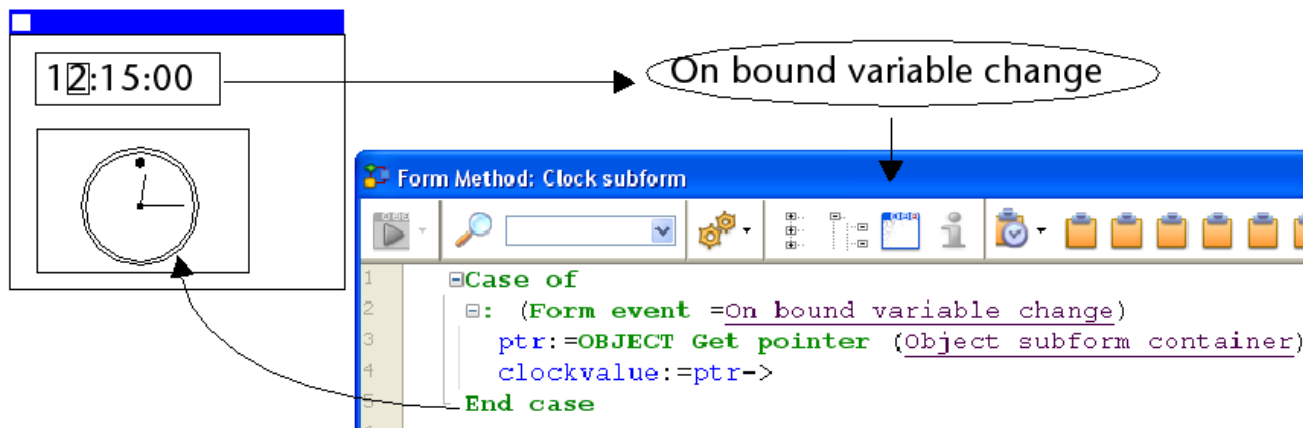 12:15:00
On bound variable change
Form Method: Clock subform
1 Case of
2 : (Form event =On bound variable change)
3 ptr:=OBJECT Get pointer (Object subform container)
4 clockvalue:=ptr->
5 End case